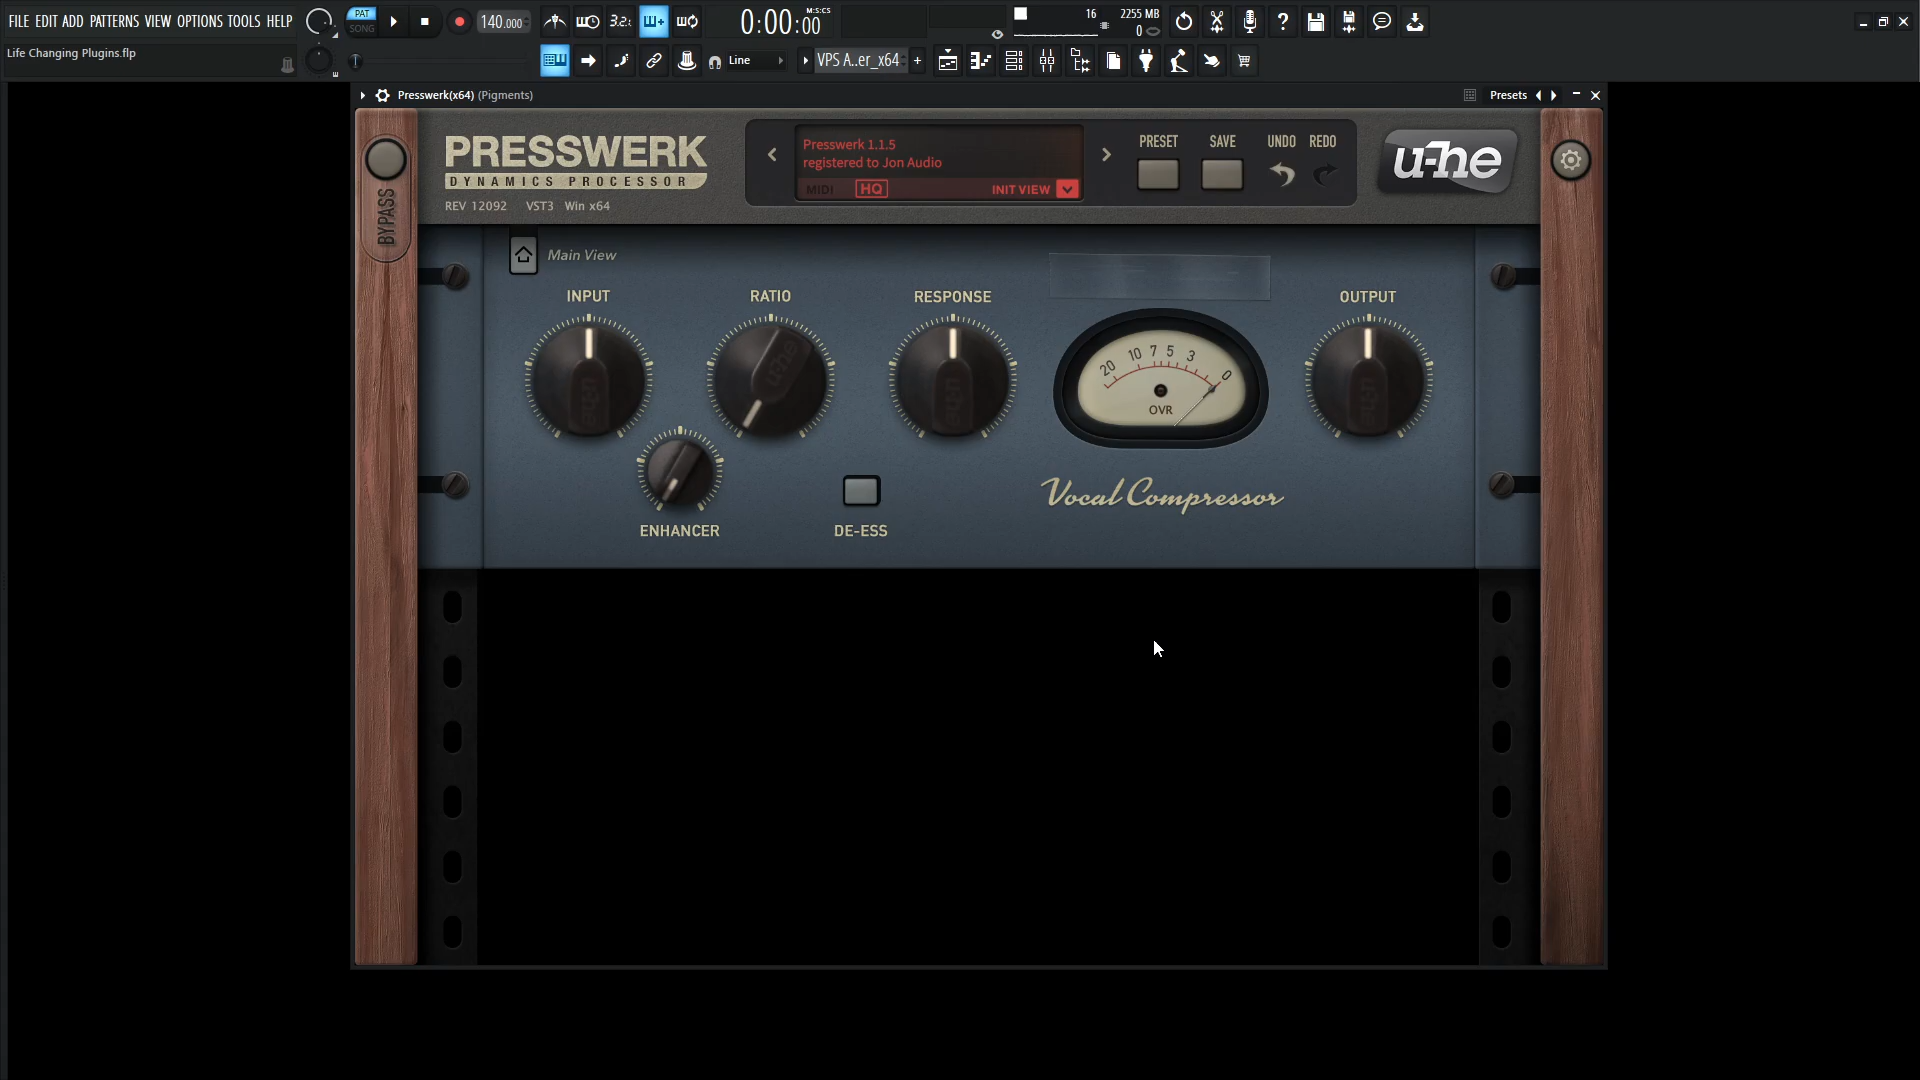 FILE EDIT ADD PATTERNS VIEW OPTIONS TOOLS HELP
PAT
SONG
140.000
3.2:
0:00:00
M:S:CS
16
2255 MB
0
Life Changing Plugins.flp
Line
VPS A..er_x64
Presswerk(x64) (Pigments)
Presets
BYPASS
PRESSWERK
DYNAMICS PROCESSOR
REV 12092 VST3 Win x64
Presswerk 1.1.5
registered to Jon Audio
MIDI HQ INIT VIEW
PRESET SAVE UNDO REDO
u-he
Main View
INPUT RATIO RESPONSE OUTPUT
20 10 7 5 3 0
OVR
ENHANCER
DE-ESS
Vocal Compressor